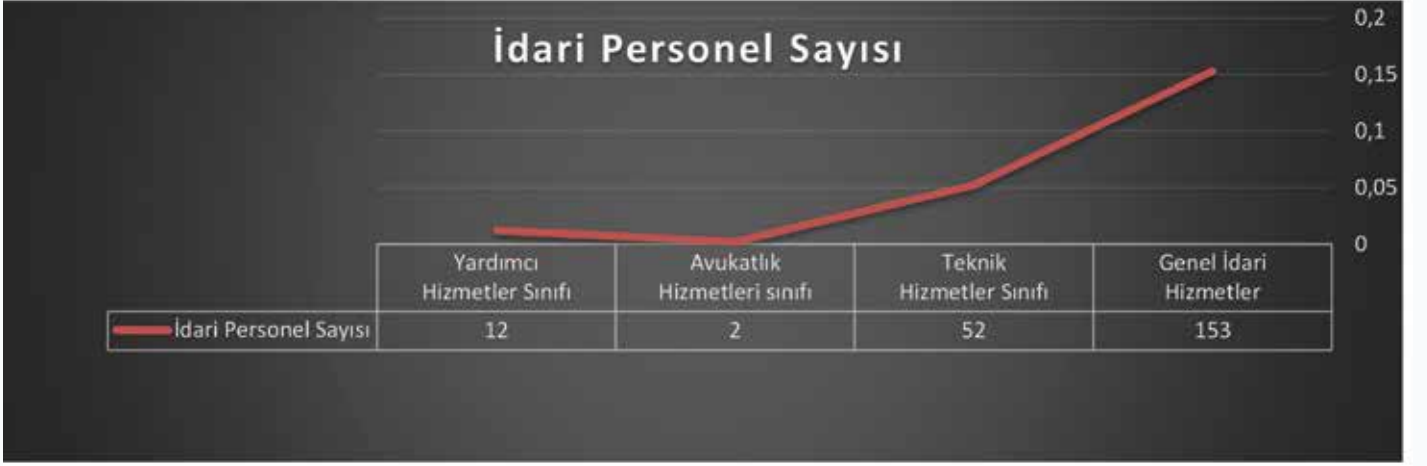 İdari Personel Sayısı
0,2
0,15
0,1
0,05
0
Yardımcı
Hizmetler Sınıfı
Avukatlık
Hizmetleri sınıfı
Teknik
Hizmetler Sınıfı
Genel İdari
Hizmetler
İdari Personel Sayısı 12 2 52 153